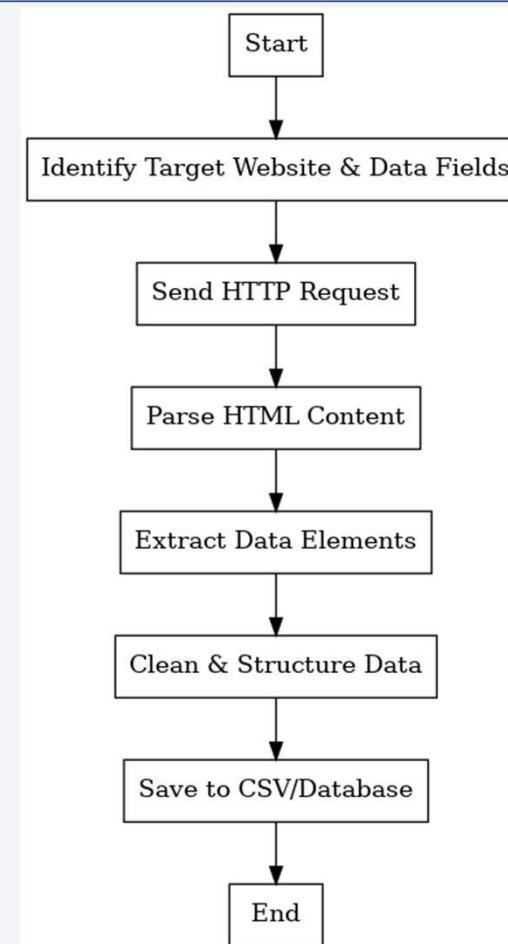 Start
Identify Target Website & Data Fields
Send HTTP Request
Parse HTML Content
Extract Data Elements
Clean & Structure Data
Save to CSV/Database
End